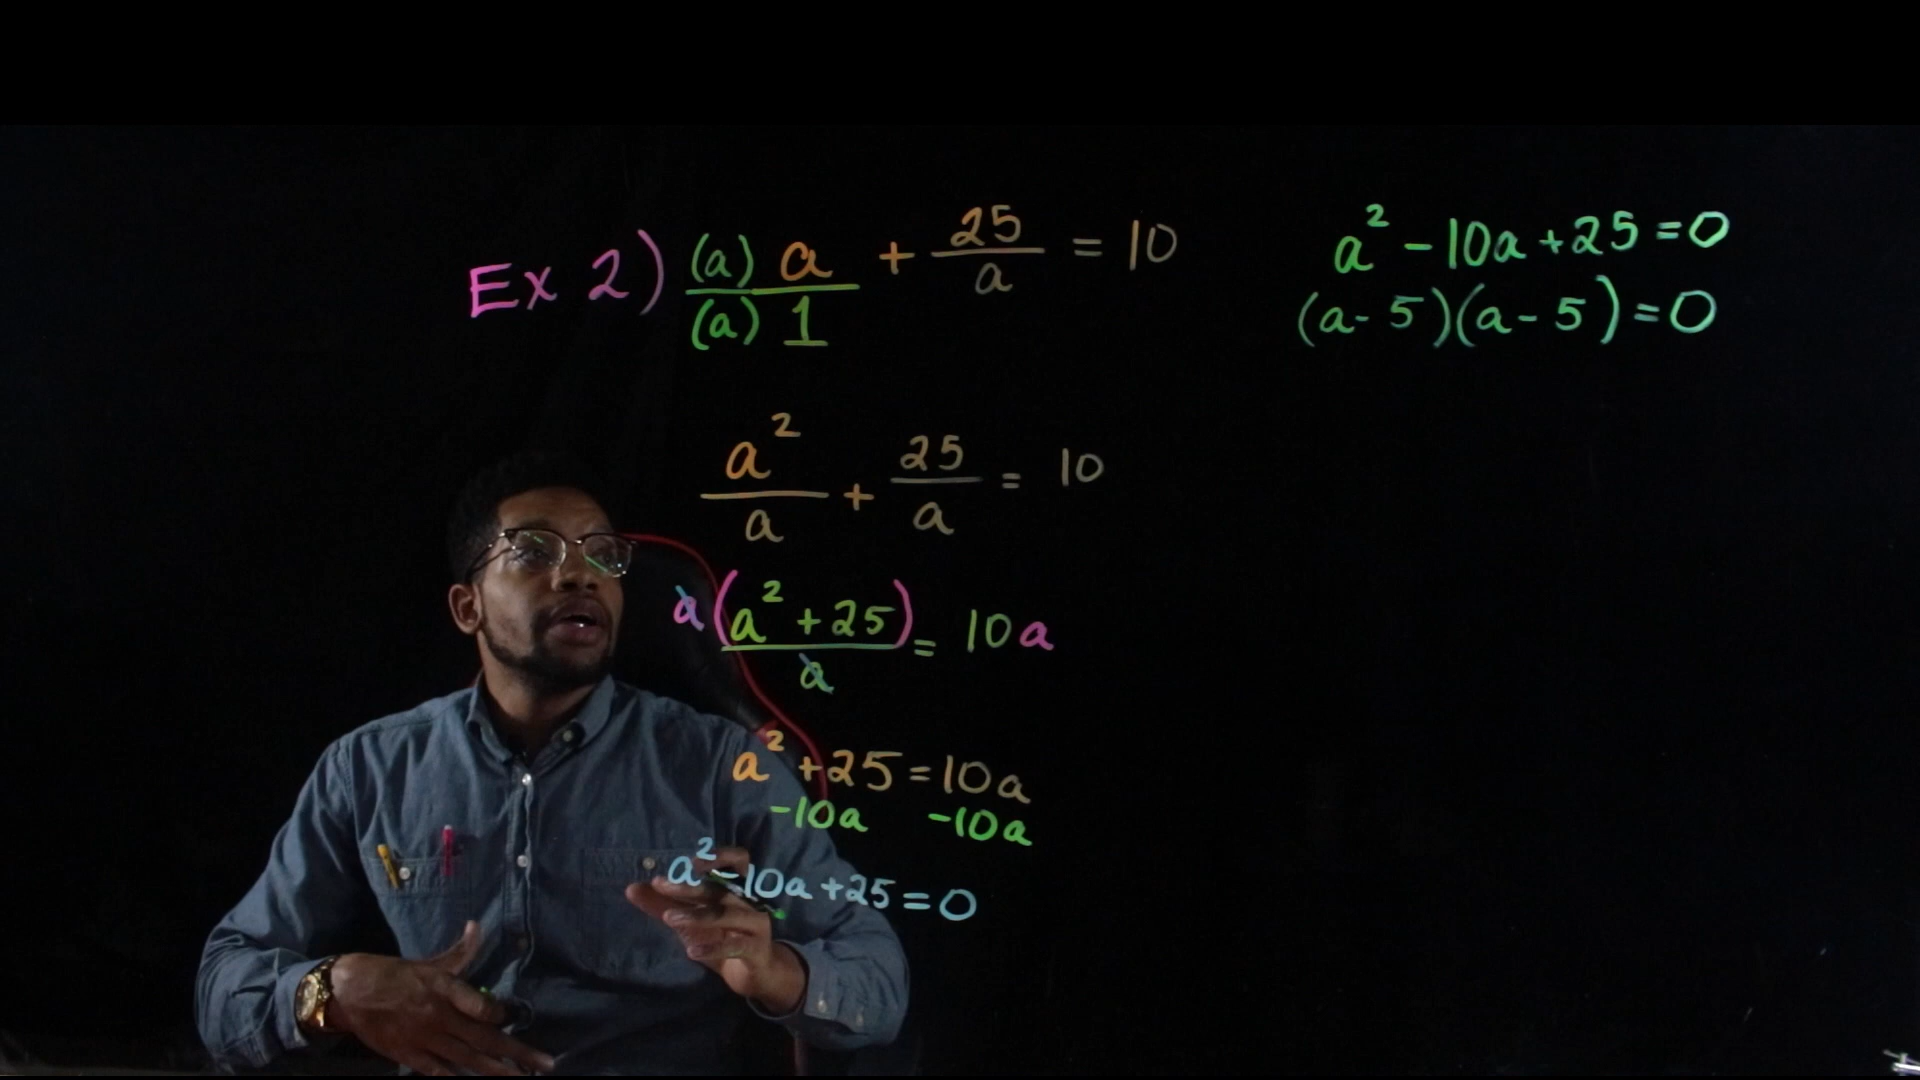 Ex 2) (a) a / (a) 1 + 25/a = 10
a²/a + 25/a = 10
a(a² + 25)/a = 10a
a² + 25 = 10a
-10a -10a
a² - 10a + 25 = 0
a² - 10a + 25 = 0
(a - 5)(a - 5) = 0